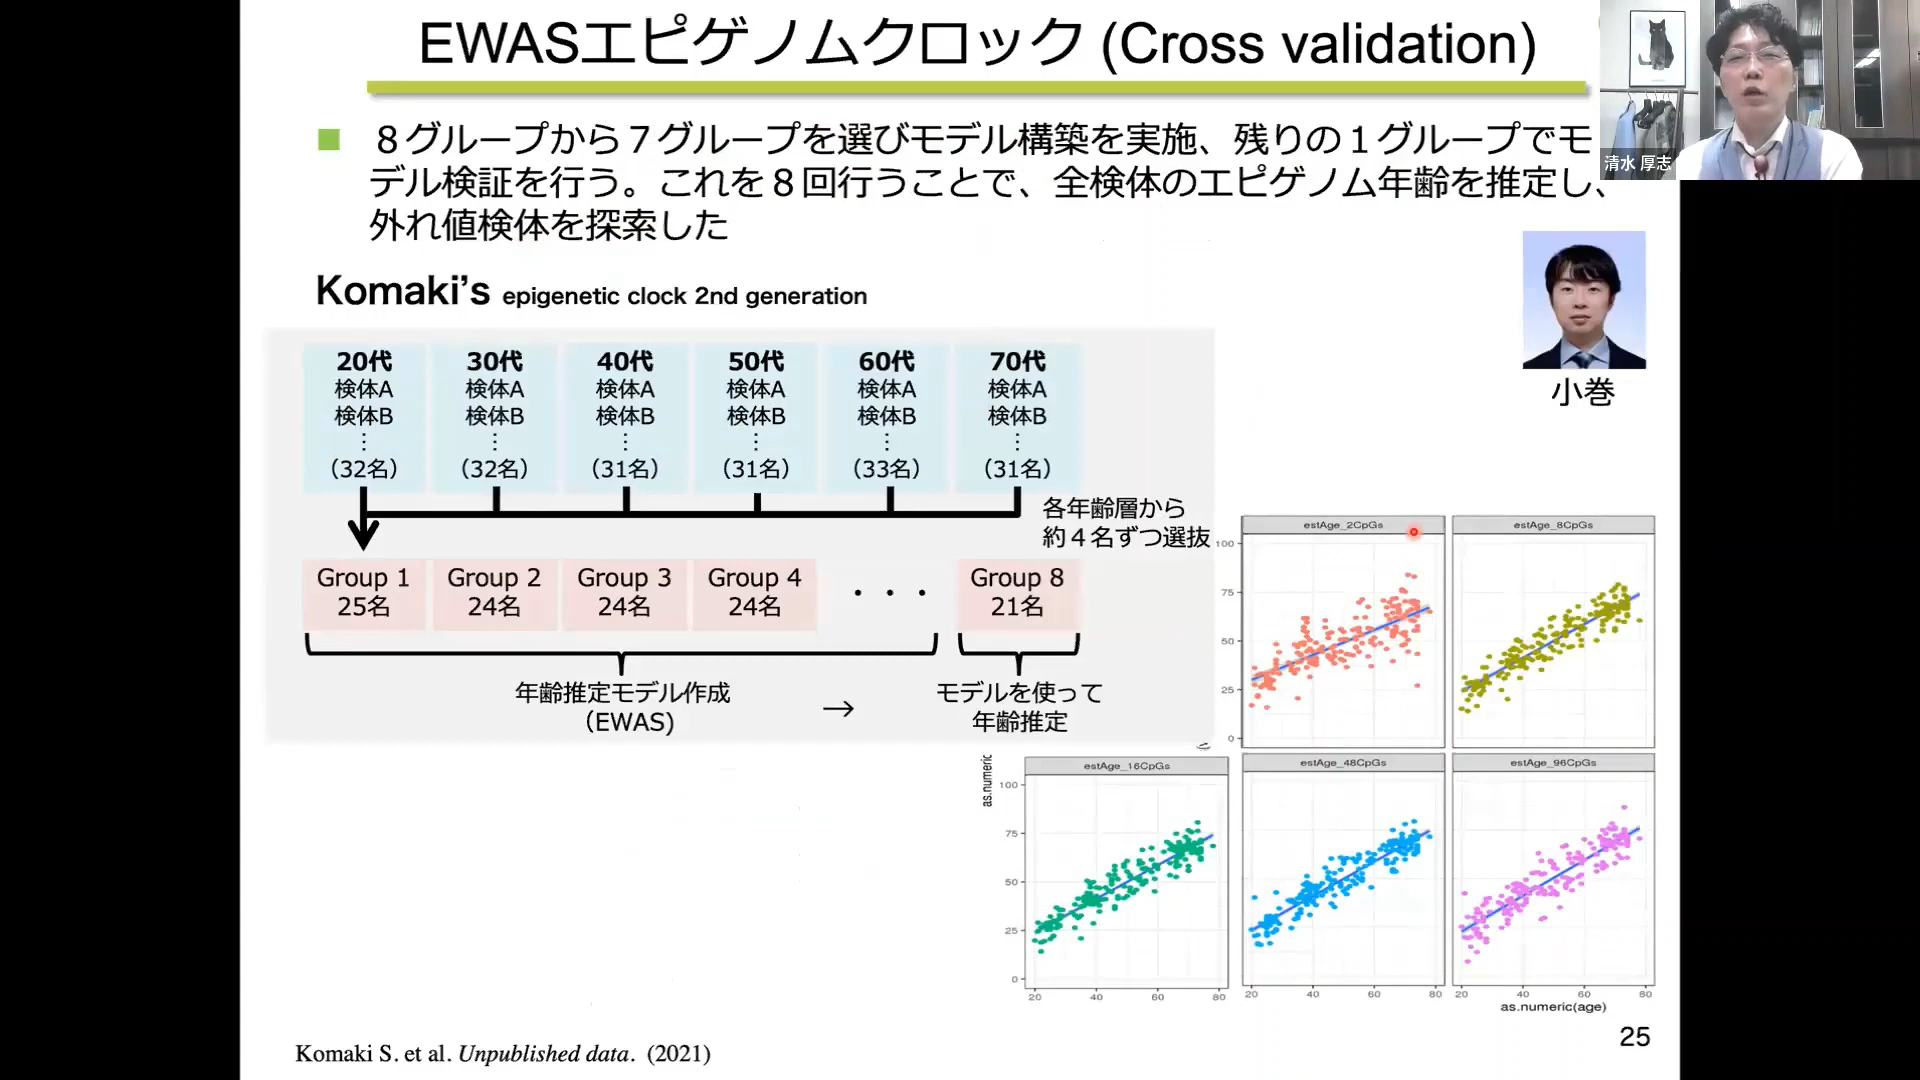 EWASエピゲノムクロック (Cross validation)
清水 厚志
■ ８グループから７グループを選びモデル構築を実施、残りの１グループでモ
デル検証を行う。これを８回行うことで、全検体のエピゲノム年齢を推定し、
外れ値検体を探索した
小巻
Komaki’s epigenetic clock 2nd generation
20代 30代 40代 50代 60代 70代
検体A 検体A 検体A 検体A 検体A 検体A
検体B 検体B 検体B 検体B 検体B 検体B
⋮ ⋮ ⋮ ⋮ ⋮ ⋮
（32名） （32名） （31名） （31名） （33名） （31名）
各年齢層から
約４名ずつ選抜
Group 1 Group 2 Group 3 Group 4 ・・・ Group 8
25名 24名 24名 24名 21名
年齢推定モデル作成 → モデルを使って
（EWAS） 年齢推定
estAge_2CpGs estAge_8CpGs
100
75
50
25
0
estAge_16CpGs estAge_48CpGs estAge_96CpGs
as.numeric
100
75
50
25
0
20 40 60 80 20 40 60 80 20 40 60 80
as.numeric(age)
25
Komaki S. et al. Unpublished data. (2021)